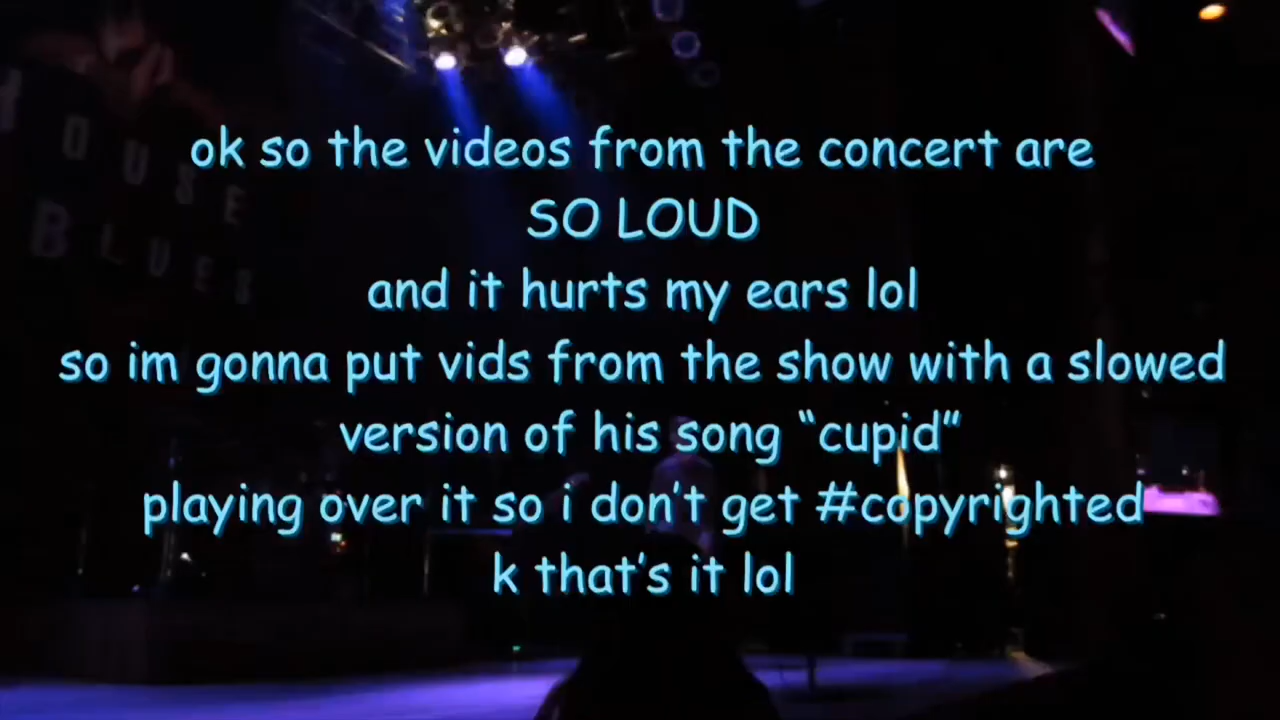 HOUSE
BLUES
ok so the videos from the concert are
SO LOUD
and it hurts my ears lol
so im gonna put vids from the show with a slowed
version of his song “cupid”
playing over it so i don’t get #copyrighted
k that’s it lol